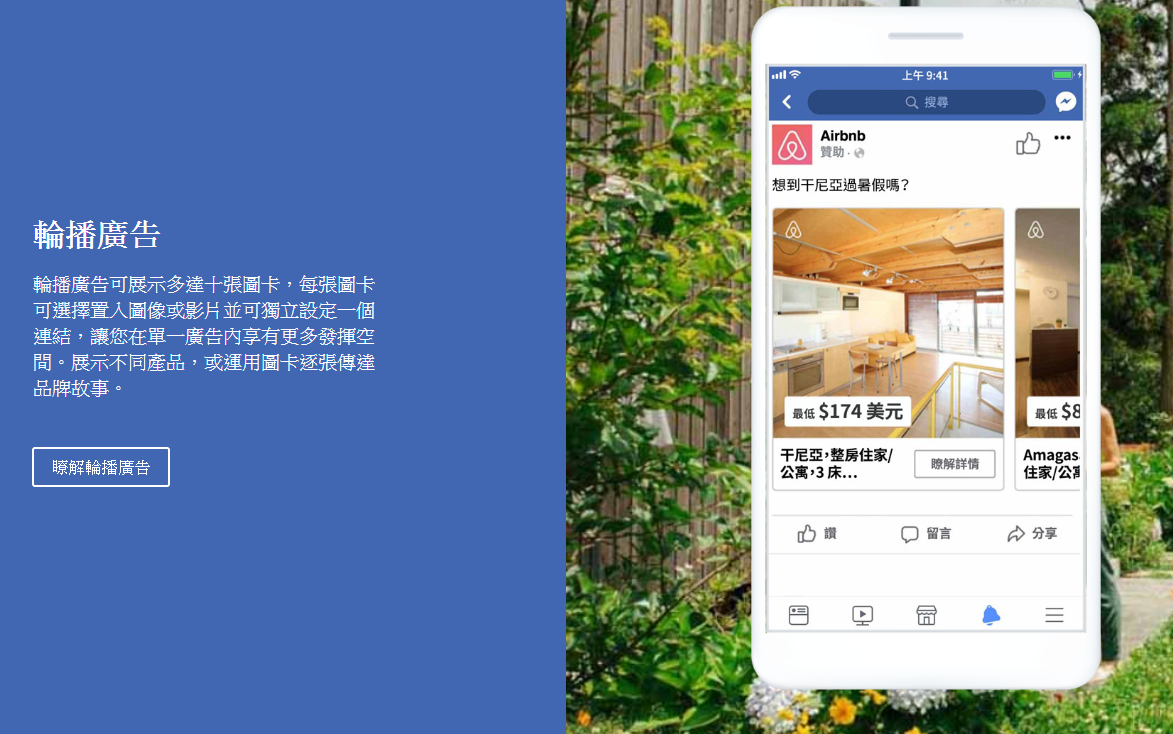 輪播廣告
輪播廣告可展示多達十張圖卡，每張圖卡
可選擇置入圖像或影片並可獨立設定一個
連結，讓您在單一廣告內享有更多發揮空
間。展示不同產品，或運用圖卡逐張傳達
品牌故事。
瞭解輪播廣告
上午 9:41
搜尋
Airbnb
贊助 ·
想到干尼亞過暑假嗎？
最低 $174 美元
最低 $8
干尼亞，整房住家/
公寓，3 床...
瞭解詳情
Amagas
住家/公寓
讚
留言
分享